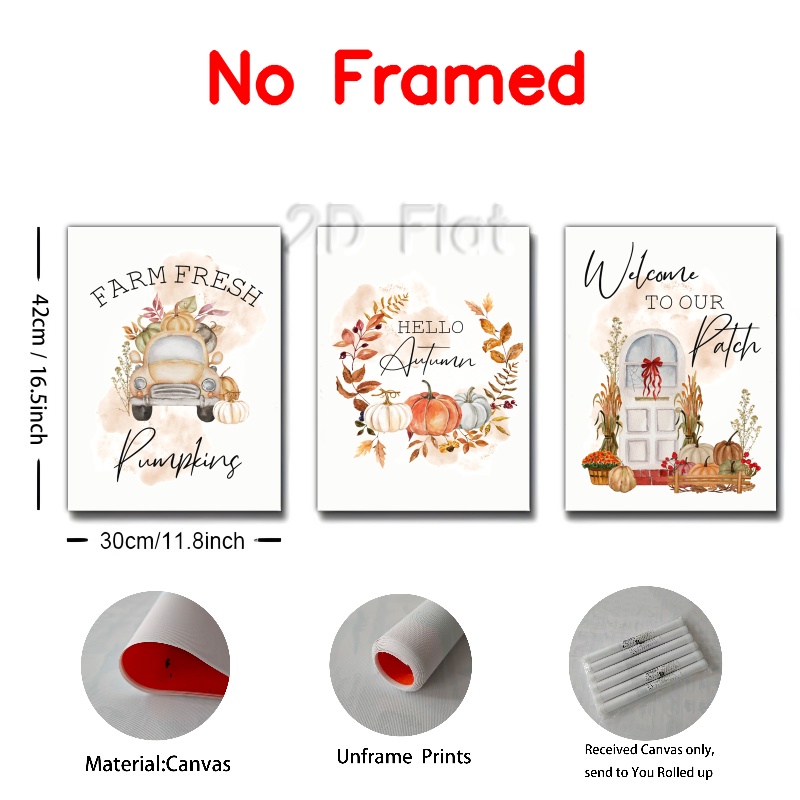 No Framed
2D Flat
FARM FRESH
Pumpkins
HELLO
Autumn
Welcome
TO OUR
Patch
42cm / 16.5inch
30cm/11.8inch
Material:Canvas
Unframe Prints
Received Canvas only,
send to You Rolled up